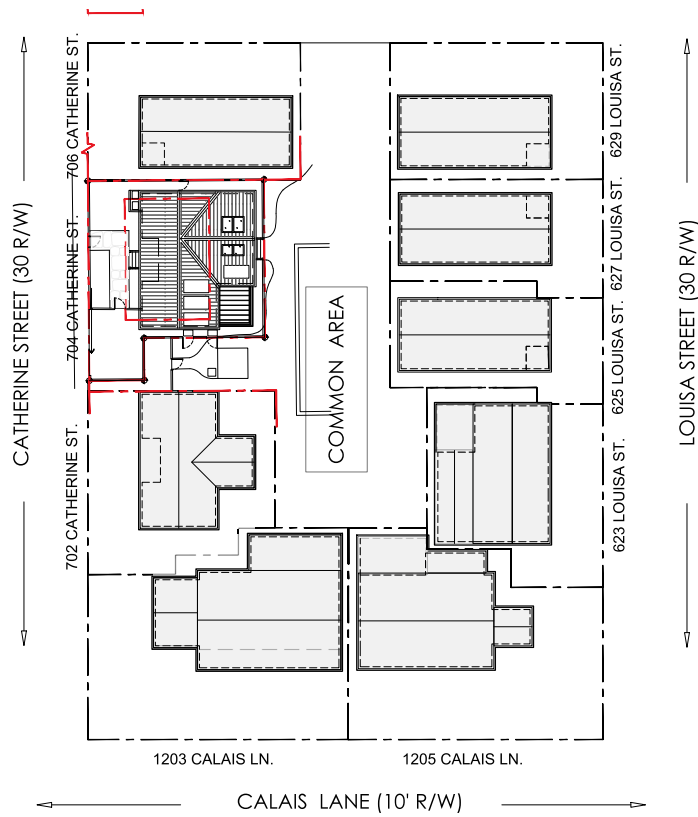 CATHERINE STREET (30 R/W)
706 CATHERINE ST.
704 CATHERINE ST.
702 CATHERINE ST.
COMMON AREA
629 LOUISA ST.
627 LOUISA ST.
625 LOUISA ST.
623 LOUISA ST.
LOUISA STREET (30 R/W)
1203 CALAIS LN.
1205 CALAIS LN.
CALAIS LANE (10' R/W)